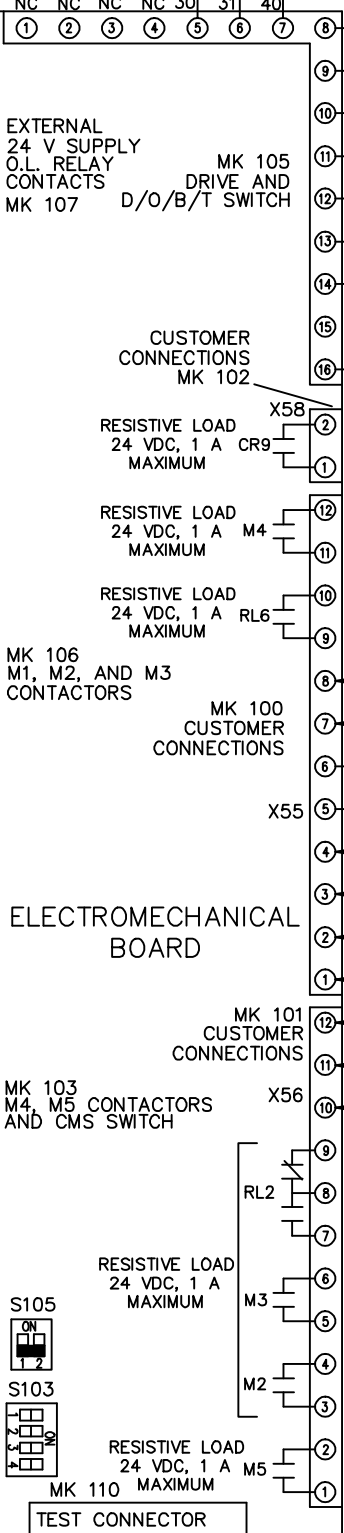 NC NC NC NC 30 31 40
1 2 3 4 5 6 7 8
9
10
EXTERNAL
24 V SUPPLY
O.L. RELAY
CONTACTS
MK 107
11
MK 105
DRIVE AND
D/O/B/T SWITCH
12
13
14
15
CUSTOMER
CONNECTIONS
MK 102
16
X58
RESISTIVE LOAD
24 VDC, 1 A
MAXIMUM
CR9
2
1
RESISTIVE LOAD
24 VDC, 1 A
MAXIMUM
M4
12
11
RESISTIVE LOAD
24 VDC, 1 A
MAXIMUM
RL6
10
9
MK 106
M1, M2, AND M3
CONTACTORS
8
MK 100
CUSTOMER
CONNECTIONS
7
6
X55
5
4
3
ELECTROMECHANICAL
BOARD
2
1
MK 101
CUSTOMER
CONNECTIONS
12
11
MK 103
M4, M5 CONTACTORS
AND CMS SWITCH
X56
10
9
RL2
8
7
RESISTIVE LOAD
24 VDC, 1 A
MAXIMUM
6
M3
5
S105
ON
1 2
4
M2
3
S103
1
2
3
4
ON
RESISTIVE LOAD
24 VDC, 1 A
MAXIMUM
M5
2
1
MK 110
TEST CONNECTOR